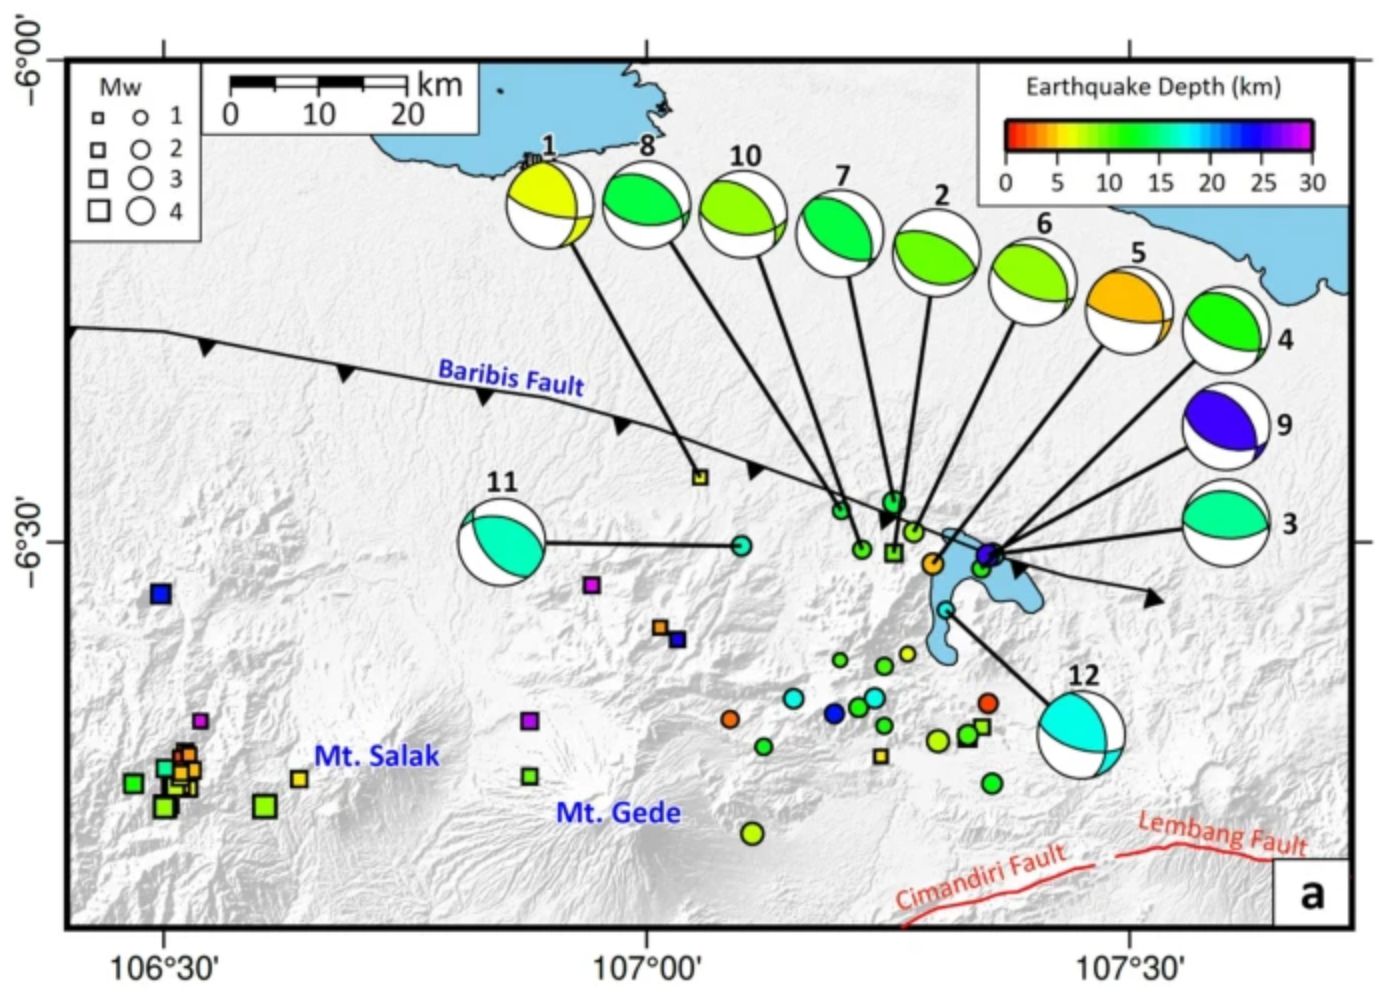 −6°00'
Mw
1
2
3
4
km
0 10 20
Earthquake Depth (km)
0 5 10 15 20 25 30
1
8
10
7
2
6
5
4
9
3
Baribis Fault
11
−6°30'
12
Mt. Salak
Mt. Gede
Lembang Fault
Cimandiri Fault
a
106°30' 107°00' 107°30'